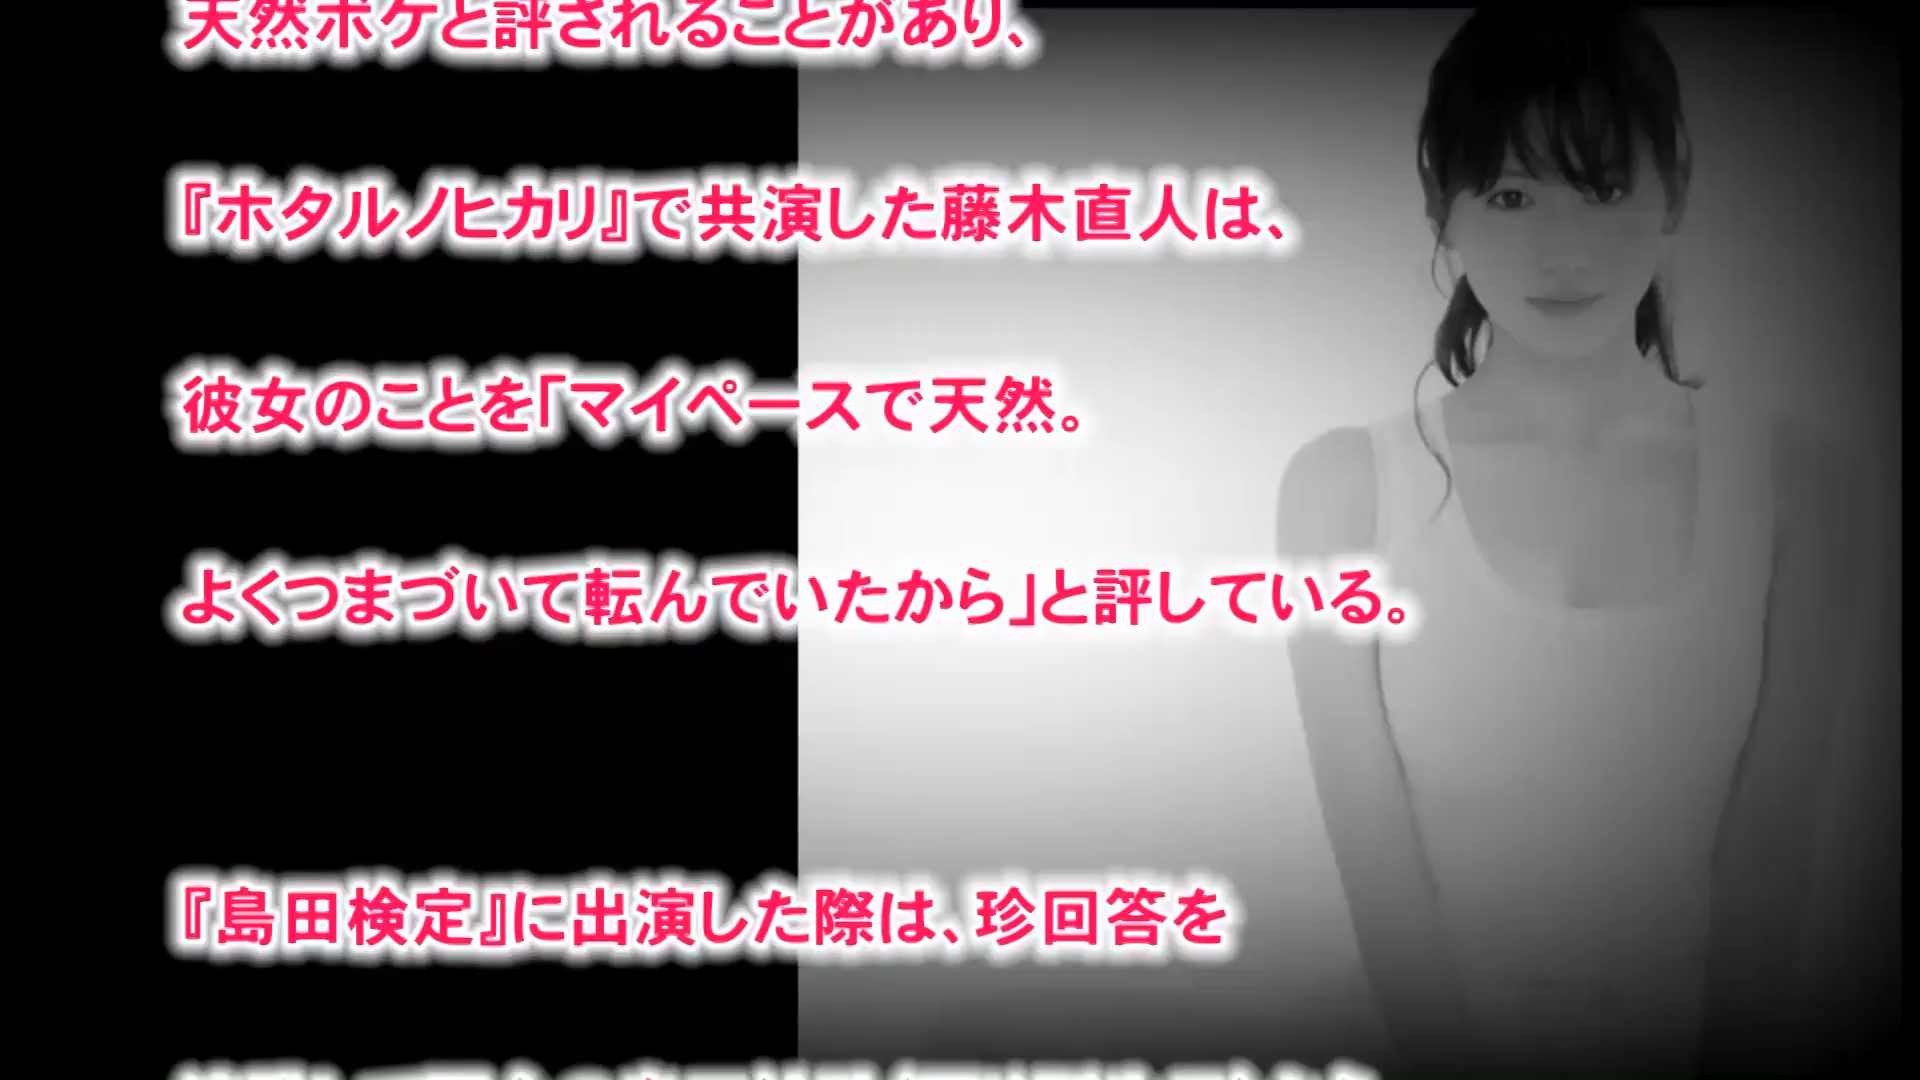 天然ボケと評されることがあり、
『ホタルノヒカリ』で共演した藤木直人は、
彼女のことを「マイペースで天然。
よくつまづいて転んでいたから」と評している。
『島田検定』に出演した際は、珍回答を